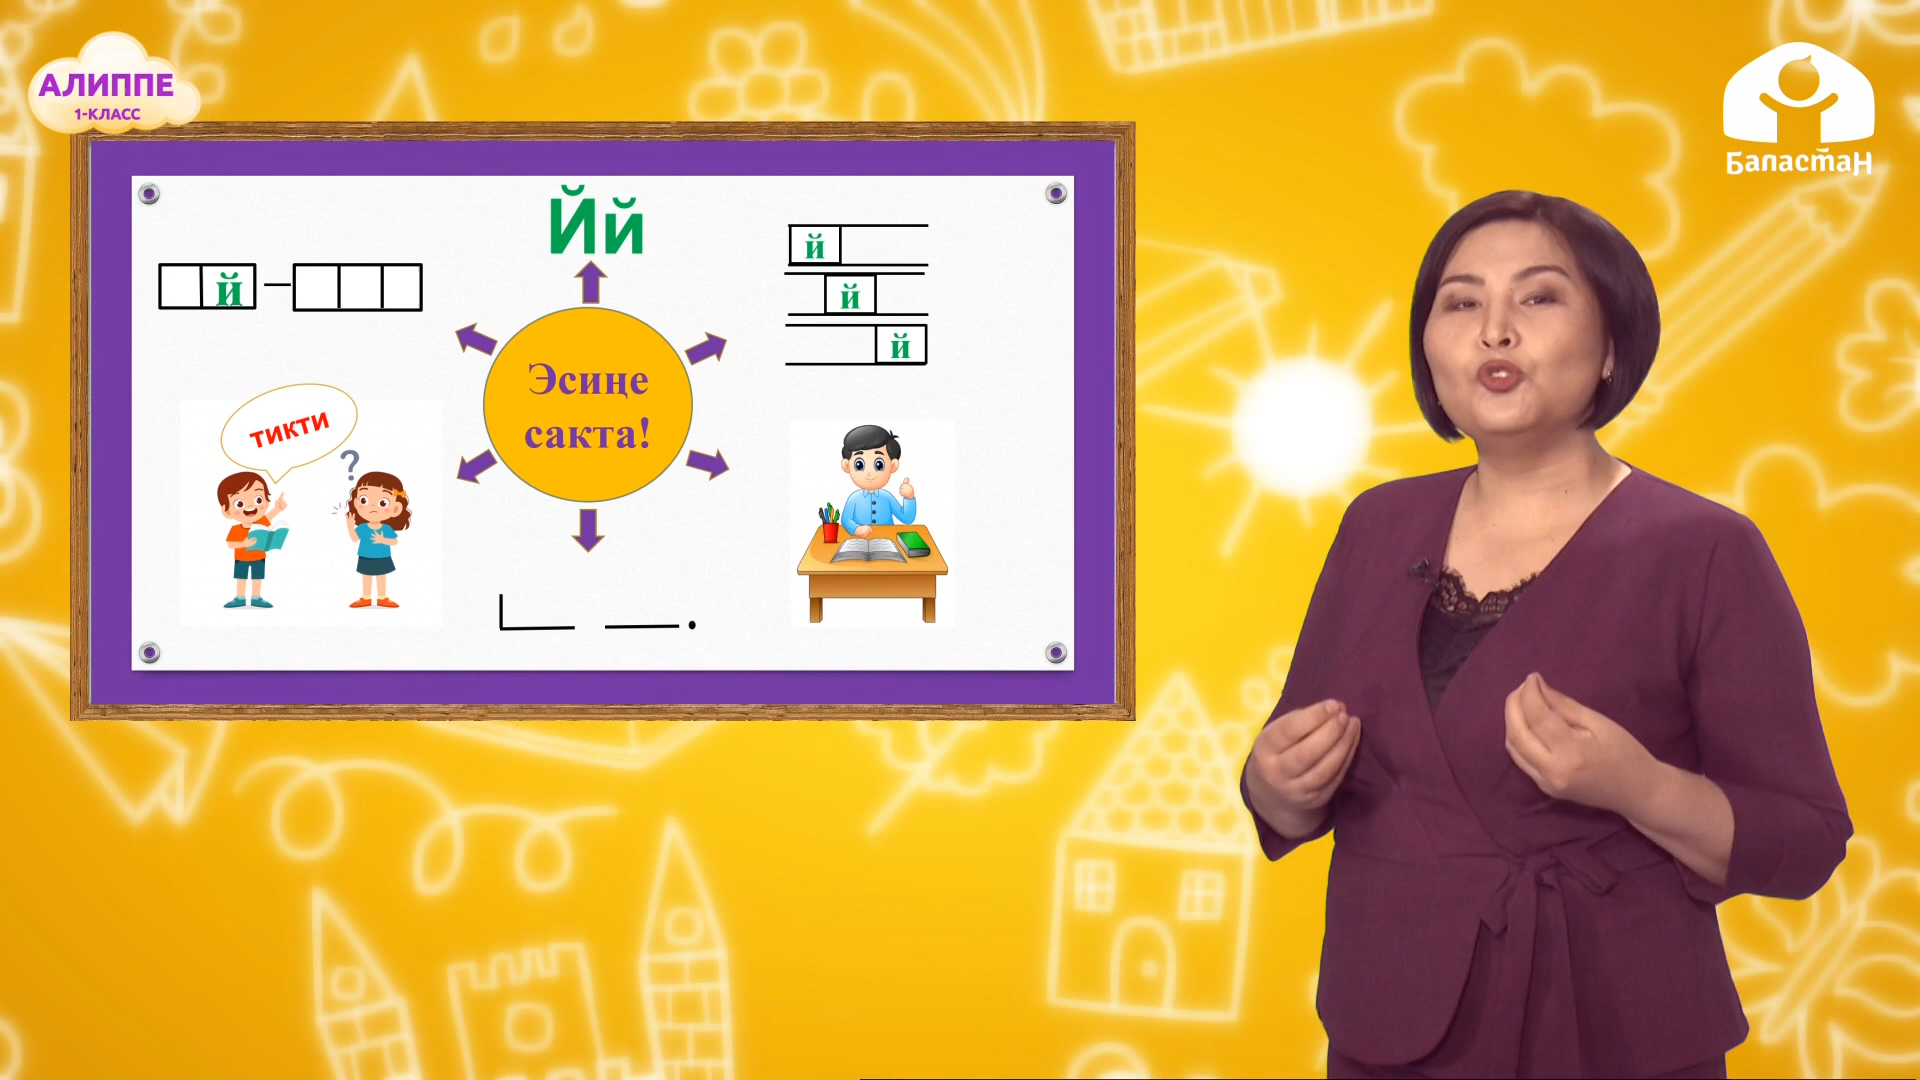 АЛИППЕ
1-КЛАСС
Баластан
Йй
й
й
й
й
Эсиңе
сакта!
тикти
?